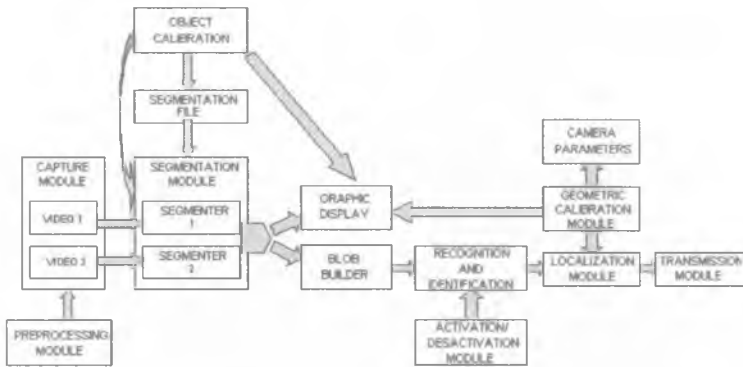 OBJECT
CALIBRATION
SEGMENTATION
FILE
CAPTURE
MODULE
VIDEO 1
VIDEO 2
SEGMENTATION
MODULE
SEGMENTER
1
SEGMENTER
2
PREPROCESSING
MODULE
GRAPHIC
DISPLAY
BLOB
BUILDER
RECOGNITION
AND
IDENTIFICATION
ACTIVATION/
DESACTIVATION
MODULE
CAMERA
PARAMETERS
GEOMETRIC
CALIBRATION
MODULE
LOCALIZATION
MODULE
TRANSMISSION
MODULE